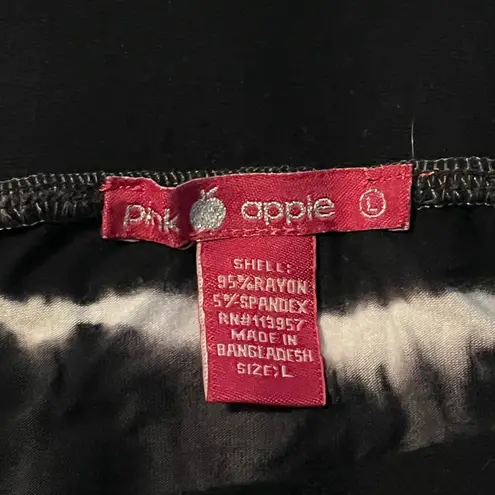 pink apple L
SHELL:
95%RAYON
5%SPANDEX
RN#113957
MADE IN
BANGLADESH
SIZE:L